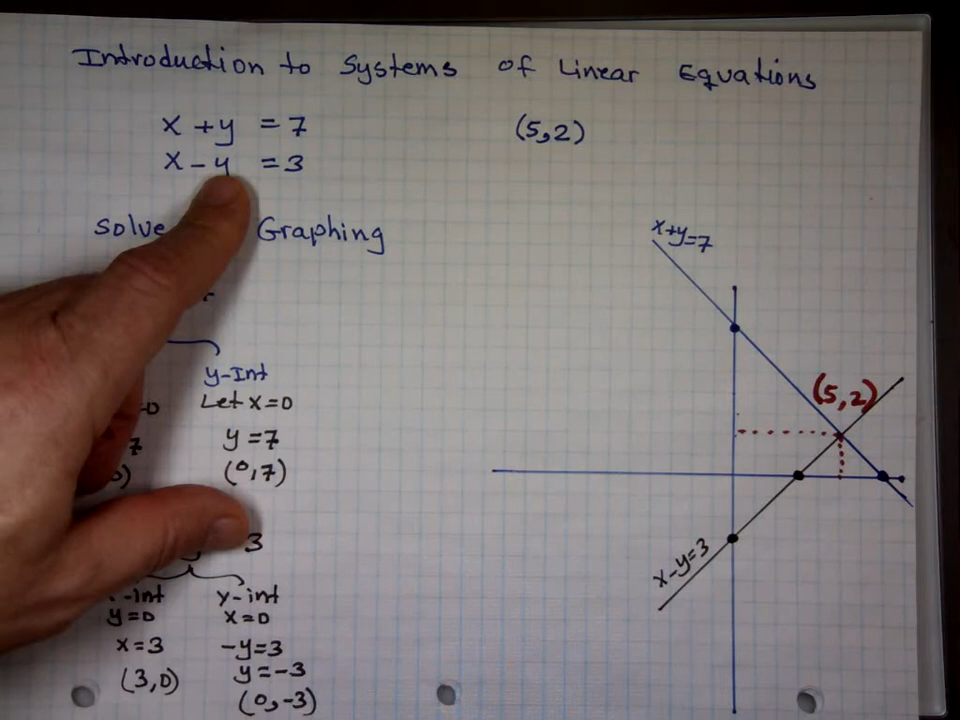 Introduction to Systems of Linear Equations
x + y = 7
(5,2)
x - y = 3
Solve
Graphing
x+y=7
y-Int
Let x=0
y = 7
(0,7)
3
x-int
y=0
x=3
(3,0)
x=0
-y=3
y=-3
(0,-3)
(5,2)
x-y=3